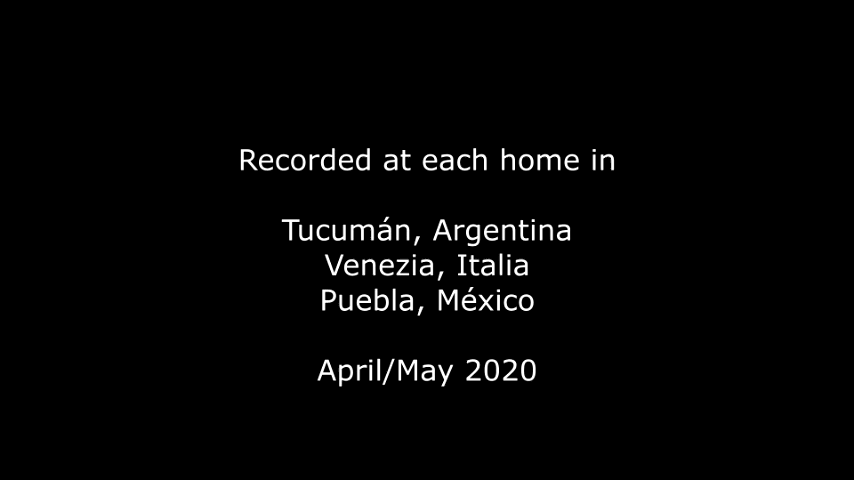 Recorded at each home in
Tucumán, Argentina
Venezia, Italia
Puebla, México
April/May 2020